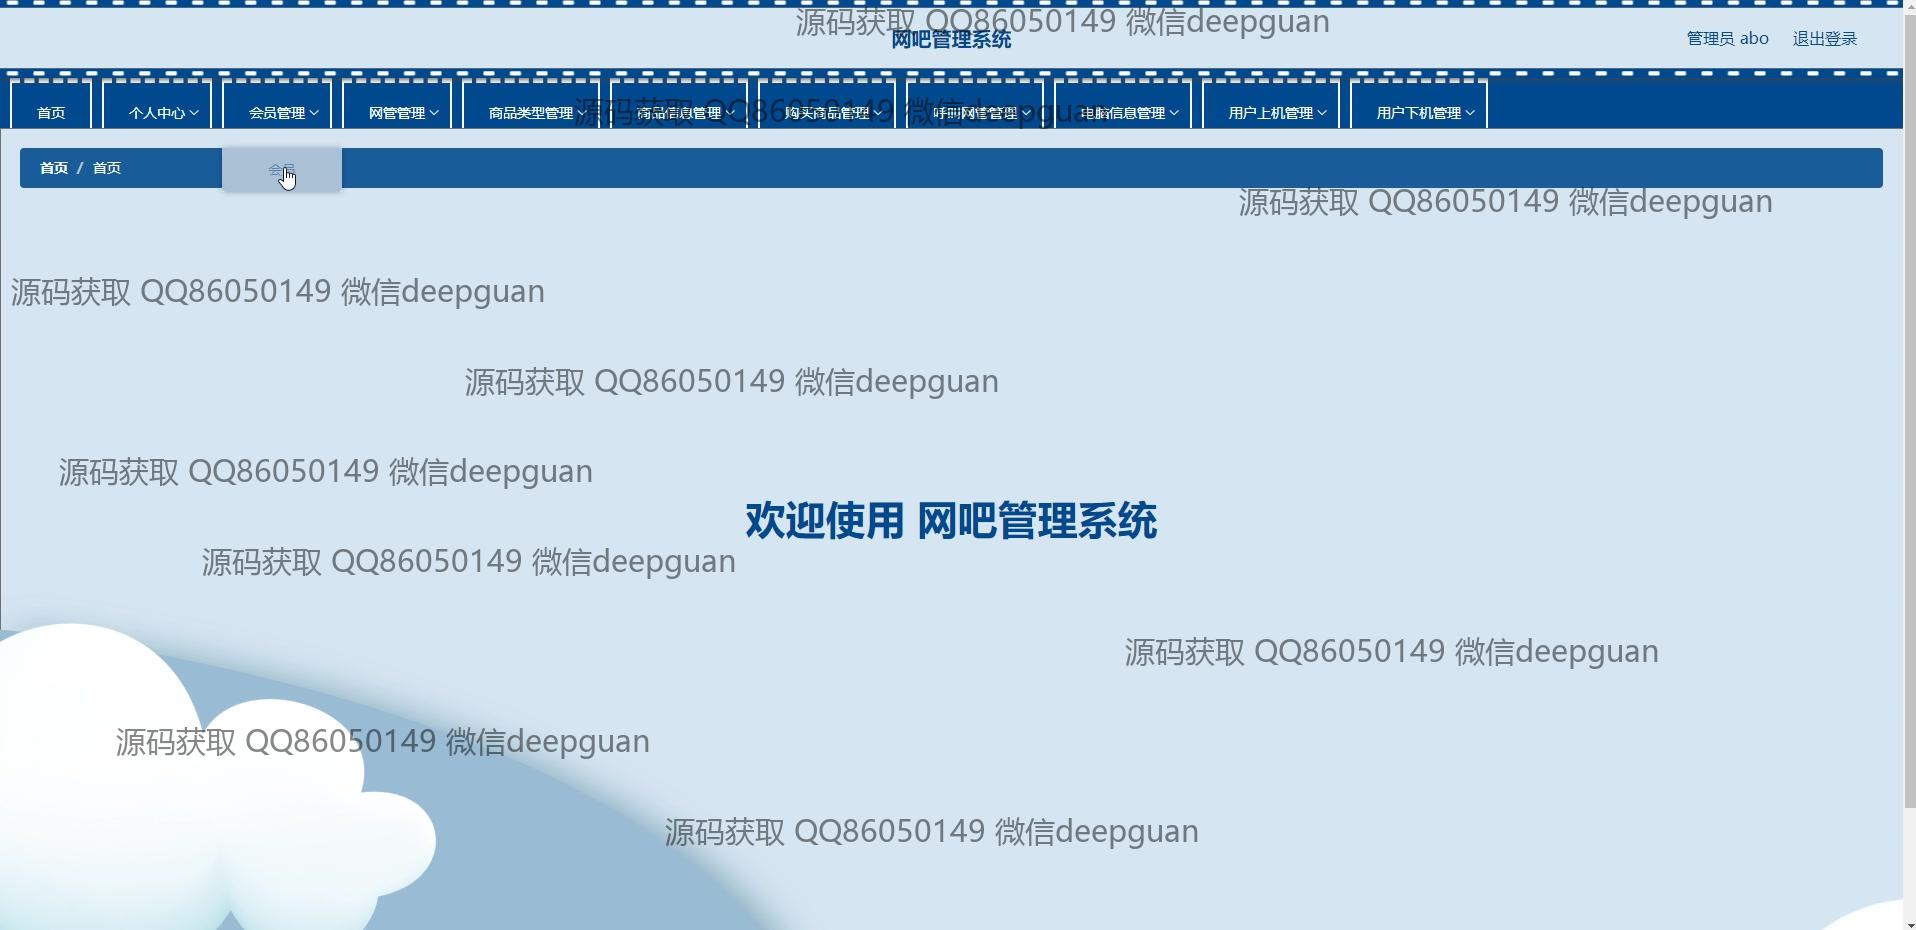 源码获取 QQ86050149 微信deepguan
网吧管理系统
管理员 abo
退出登录
首页
个人中心
会员管理
网管管理
商品类型管理
商品信息管理
购买商品管理
呼叫网管管理
电脑信息管理
用户上机管理
用户下机管理
源码获取 QQ86050149 微信deepguan
首页 / 首页
会员
源码获取 QQ86050149 微信deepguan
源码获取 QQ86050149 微信deepguan
源码获取 QQ86050149 微信deepguan
源码获取 QQ86050149 微信deepguan
欢迎使用 网吧管理系统
源码获取 QQ86050149 微信deepguan
源码获取 QQ86050149 微信deepguan
源码获取 QQ86050149 微信deepguan
源码获取 QQ86050149 微信deepguan